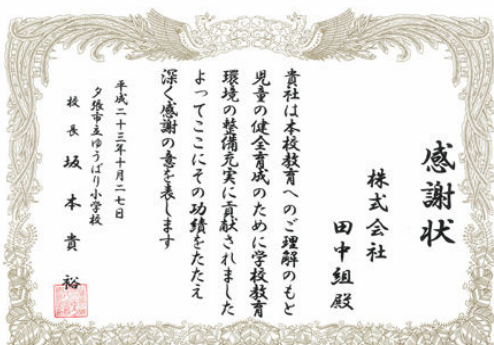 感謝状
株式会社
田中組殿
貴社は本校教育へのご理解のもと
児童の健全育成のために学校教育
環境の整備充実に貢献されました
よってここにその功績をたたえ
深く感謝の意を表します
平成二十三年十月二七日
夕張市立ゆうばり小学校
校長 坂本貴裕